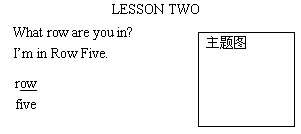 LESSON TWO
What row are you in?
I'm in Row Five.
主题图
row
five